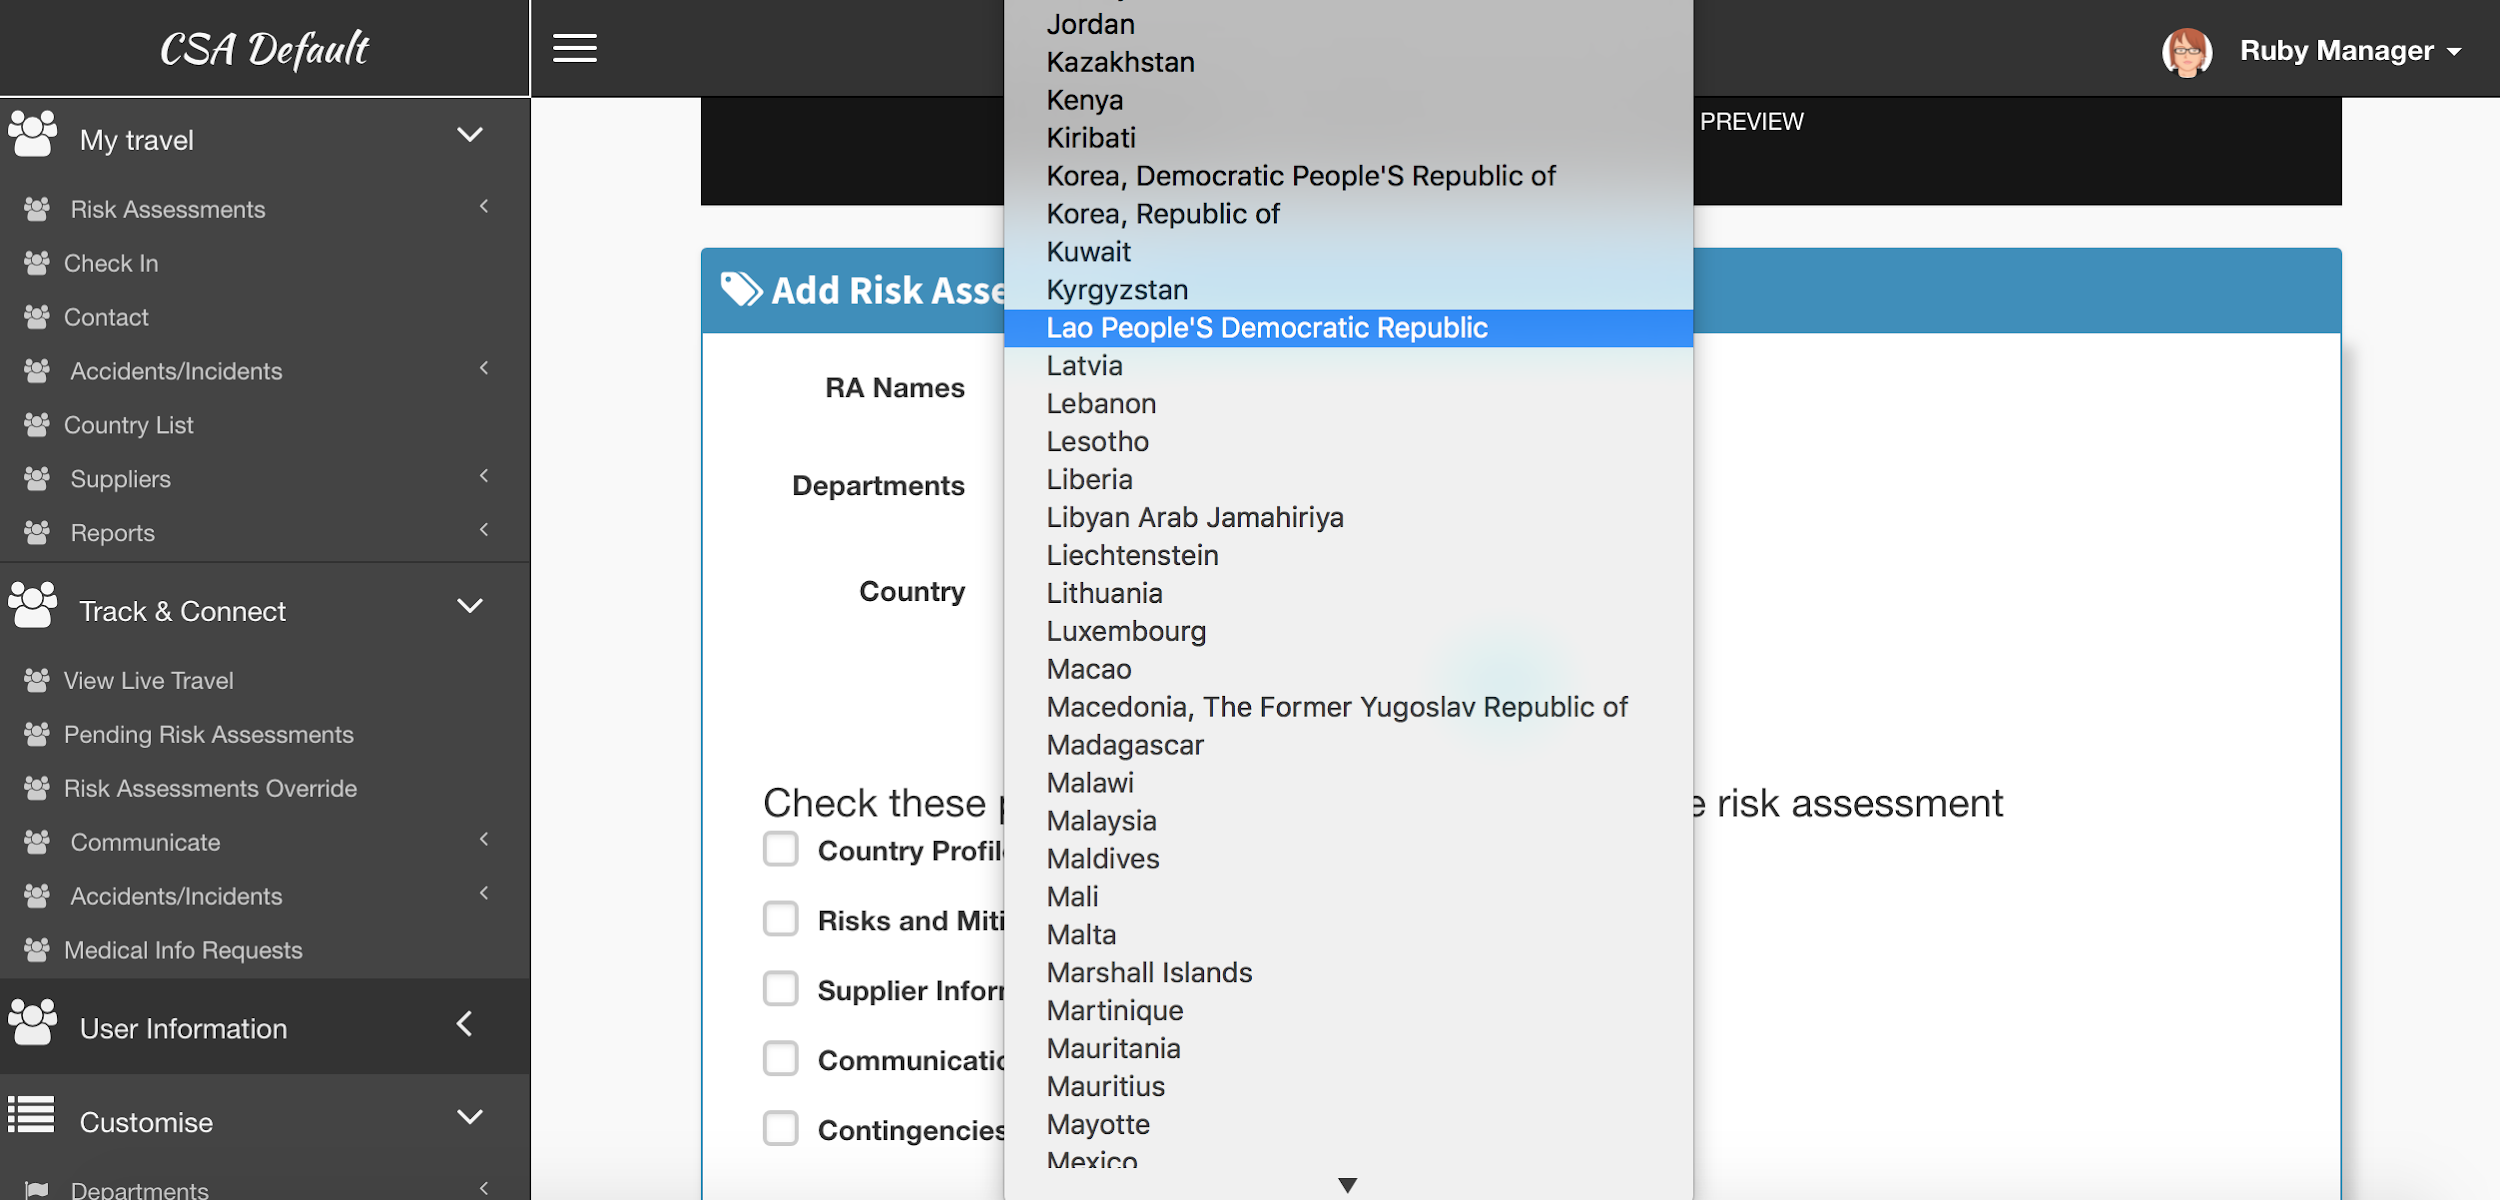 CSA Default
Ruby Manager
My travel
Risk Assessments
Check In
Contact
Accidents/Incidents
Country List
Suppliers
Reports
Track & Connect
View Live Travel
Pending Risk Assessments
Risk Assessments Override
Communicate
Accidents/Incidents
Medical Info Requests
User Information
Customise
Departments
PREVIEW
Add Risk Asse
RA Names
Departments
Country
Check these
e risk assessment
Country Profil
Risks and Miti
Supplier Infor
Communicatio
Contingencies
Jordan
Kazakhstan
Kenya
Kiribati
Korea, Democratic People'S Republic of
Korea, Republic of
Kuwait
Kyrgyzstan
Lao People'S Democratic Republic
Latvia
Lebanon
Lesotho
Liberia
Libyan Arab Jamahiriya
Liechtenstein
Lithuania
Luxembourg
Macao
Macedonia, The Former Yugoslav Republic of
Madagascar
Malawi
Malaysia
Maldives
Mali
Malta
Marshall Islands
Martinique
Mauritania
Mauritius
Mayotte
Mexico